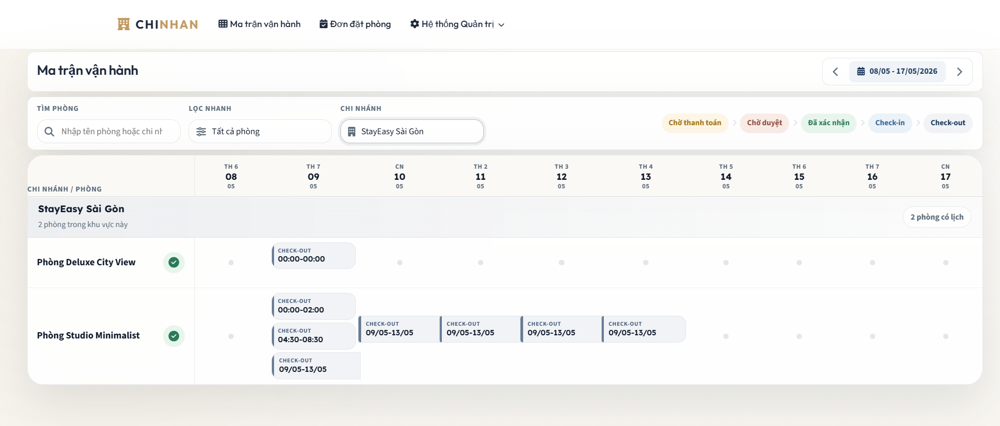 CHINHAN
Ma trận vận hành
Đơn đặt phòng
Hệ thống Quản trị
Ma trận vận hành
08/05 - 17/05/2026
TÌM PHÒNG
LỌC NHANH
CHI NHÁNH
Nhập tên phòng hoặc chi nh
Tất cả phòng
StayEasy Sài Gòn
Chờ thanh toán
Chờ duyệt
Đã xác nhận
Check-in
Check-out
CHI NHÁNH / PHÒNG
TH 6
08
05
TH 7
09
05
CN
10
05
TH 2
11
05
TH 3
12
05
TH 4
13
05
TH 5
14
05
TH 6
15
05
TH 7
16
05
CN
17
05
StayEasy Sài Gòn
2 phòng trong khu vực này
2 phòng có lịch
Phòng Deluxe City View
CHECK-OUT
00:00-00:00
Phòng Studio Minimalist
CHECK-OUT
00:00-02:00
CHECK-OUT
04:30-08:30
CHECK-OUT
09/05-13/05
CHECK-OUT
09/05-13/05
CHECK-OUT
09/05-13/05
CHECK-OUT
09/05-13/05
CHECK-OUT
09/05-13/05